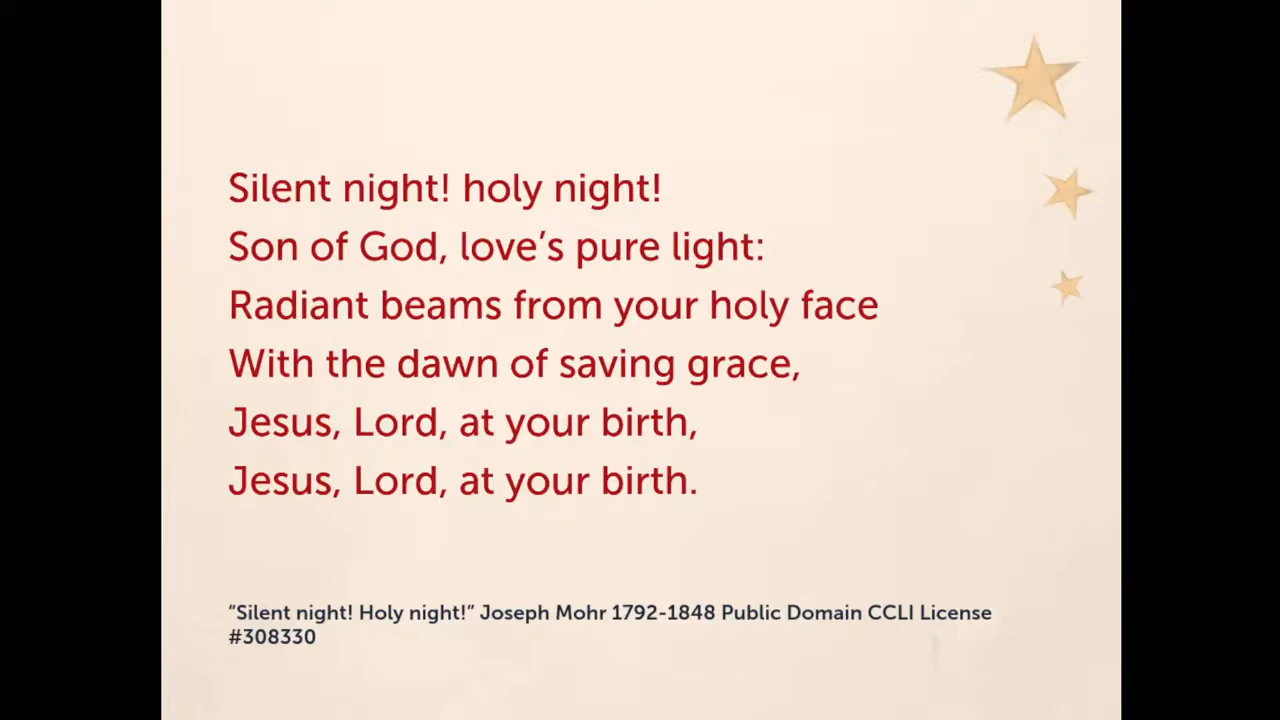 Silent night! holy night!
Son of God, love’s pure light:
Radiant beams from your holy face
With the dawn of saving grace,
Jesus, Lord, at your birth,
Jesus, Lord, at your birth.
“Silent night! Holy night!” Joseph Mohr 1792-1848 Public Domain CCLI License
#308330